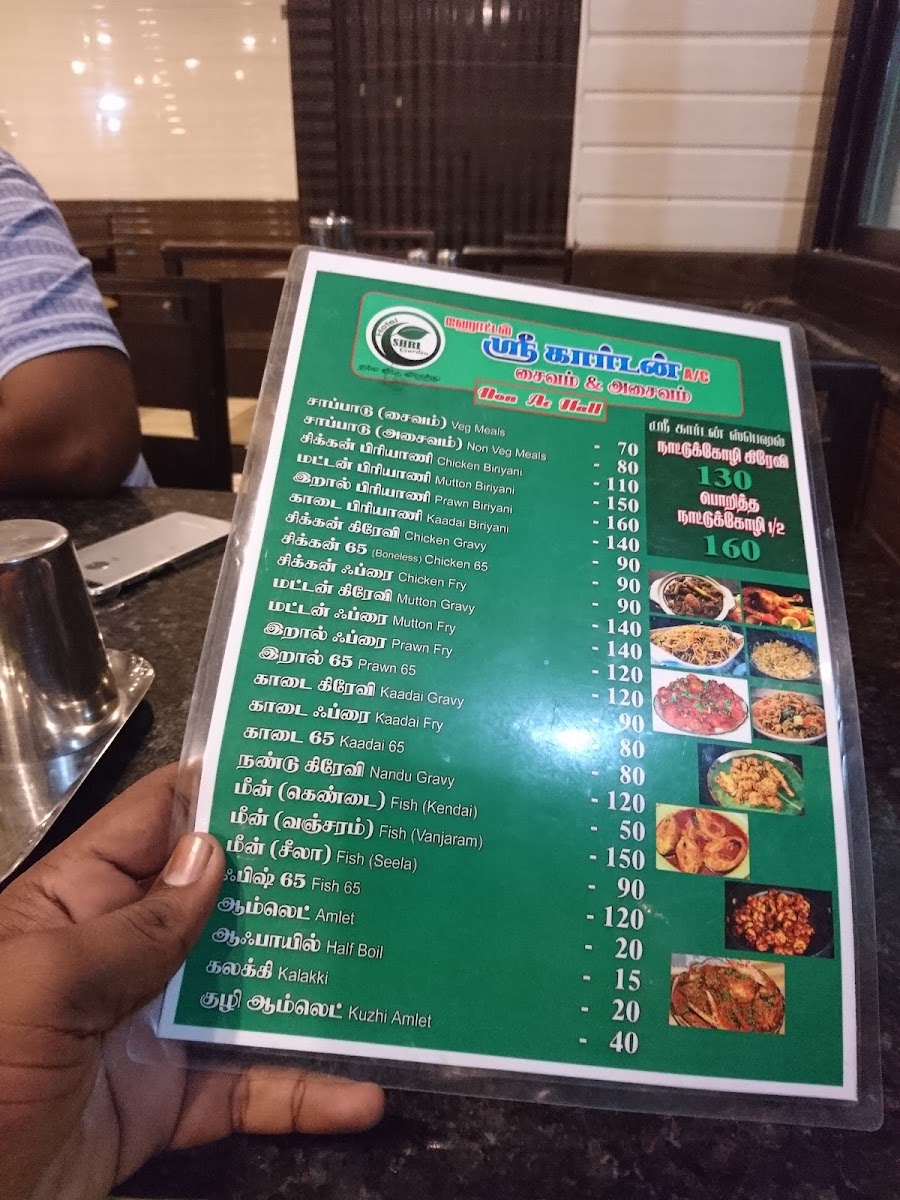 Hotel
SHRI
Garden
ஹோட்டல்
ஸ்ரீ கார்டன் A/C
சைவம் & அசைவம்
Non Ac Hall
சாப்பாடு (சைவம்) Veg Meals - 70
சாப்பாடு (அசைவம்) Non Veg Meals - 80
சிக்கன் பிரியாணி Chicken Biriyani - 110
மட்டன் பிரியாணி Mutton Biriyani - 150
இறால் பிரியாணி Prawn Biriyani - 160
காடை பிரியாணி Kaadai Biriyani - 140
சிக்கன் கிரேவி Chicken Gravy - 90
சிக்கன் 65 (Boneless) Chicken 65 - 90
சிக்கன் ஃப்ரை Chicken Fry - 90
மட்டன் கிரேவி Mutton Gravy - 140
மட்டன் ஃப்ரை Mutton Fry - 140
இறால் ஃப்ரை Prawn Fry - 120
இறால் 65 Prawn 65 - 120
காடை கிரேவி Kaadai Gravy - 90
காடை ஃப்ரை Kaadai Fry - 80
காடை 65 Kaadai 65 - 80
நண்டு கிரேவி Nandu Gravy - 120
மீன் (கெண்டை) Fish (Kendai) - 50
மீன் (வஞ்சரம்) Fish (Vanjaram) - 150
மீன் (சீலா) Fish (Seela) - 90
ஃபிஷ் 65 Fish 65 - 120
ஆம்லெட் Amlet - 20
ஆஃபாயில் Half Boil - 15
கலக்கி Kalakki - 20
குழி ஆம்லெட் Kuzhi Amlet - 40
ஸ்ரீ கார்டன் ஸ்பெஷல்
நாட்டுக்கோழி கிரேவி
130
பொறித்த
நாட்டுக்கோழி 1/2
160